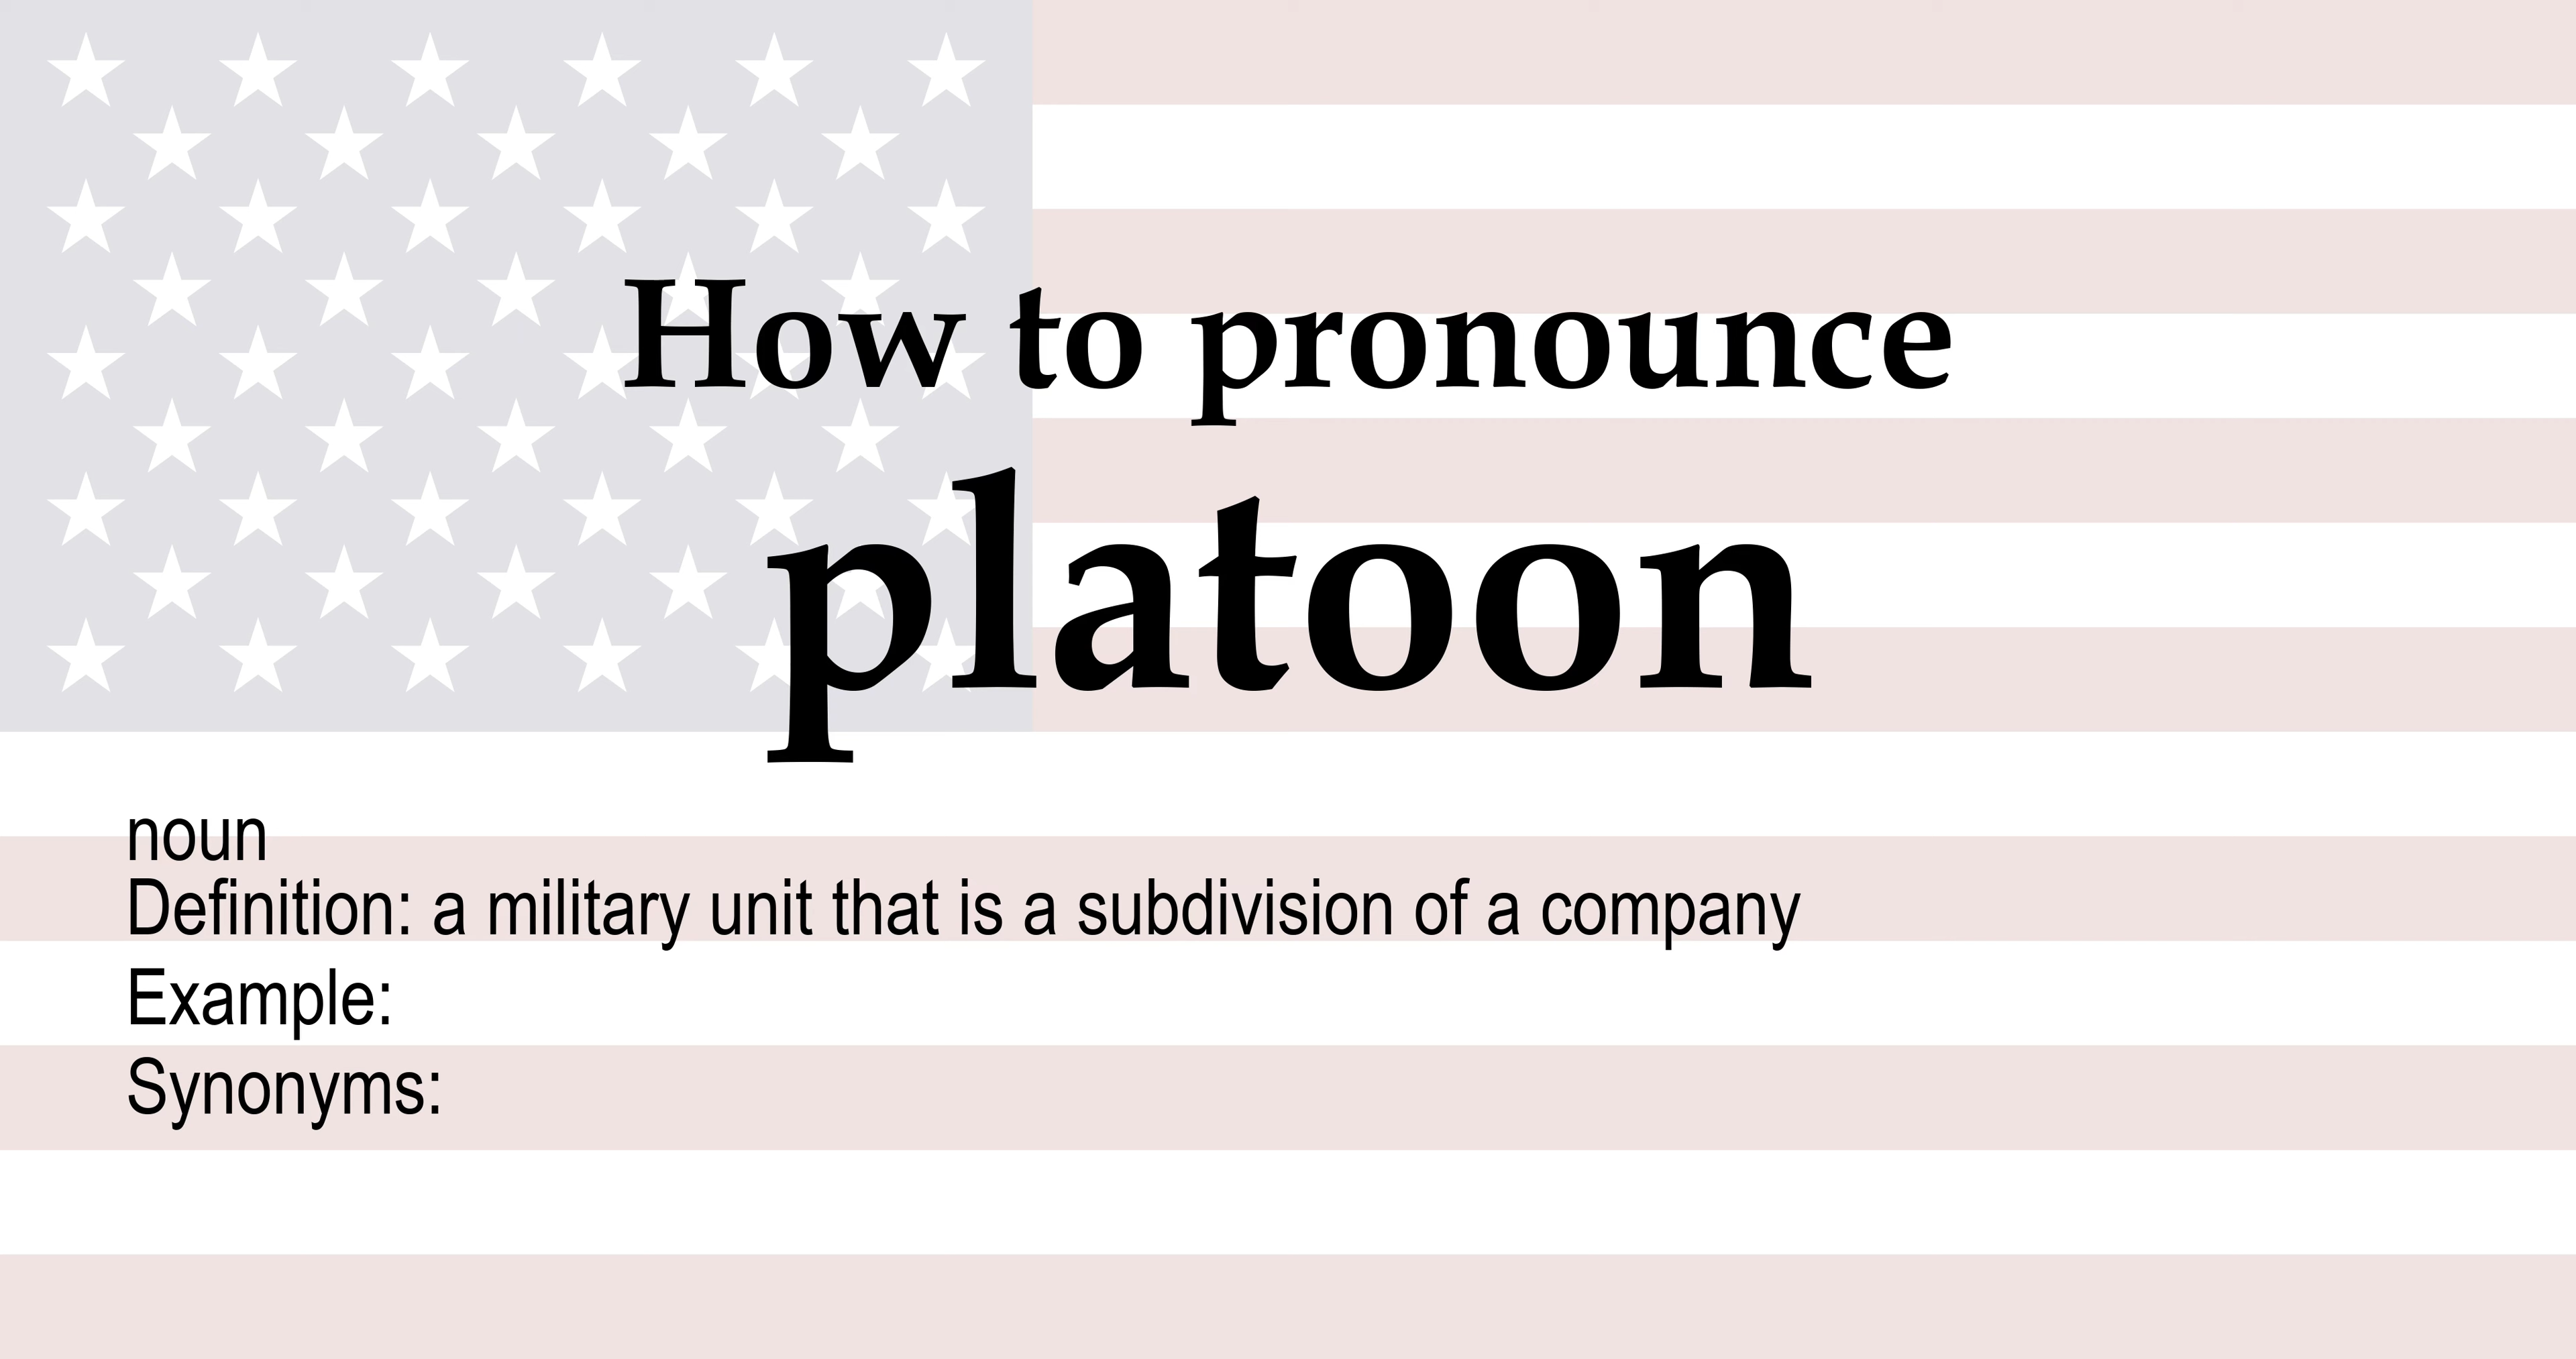 How to pronounce
platoon
noun
Definition: a military unit that is a subdivision of a company
Example:
Synonyms: